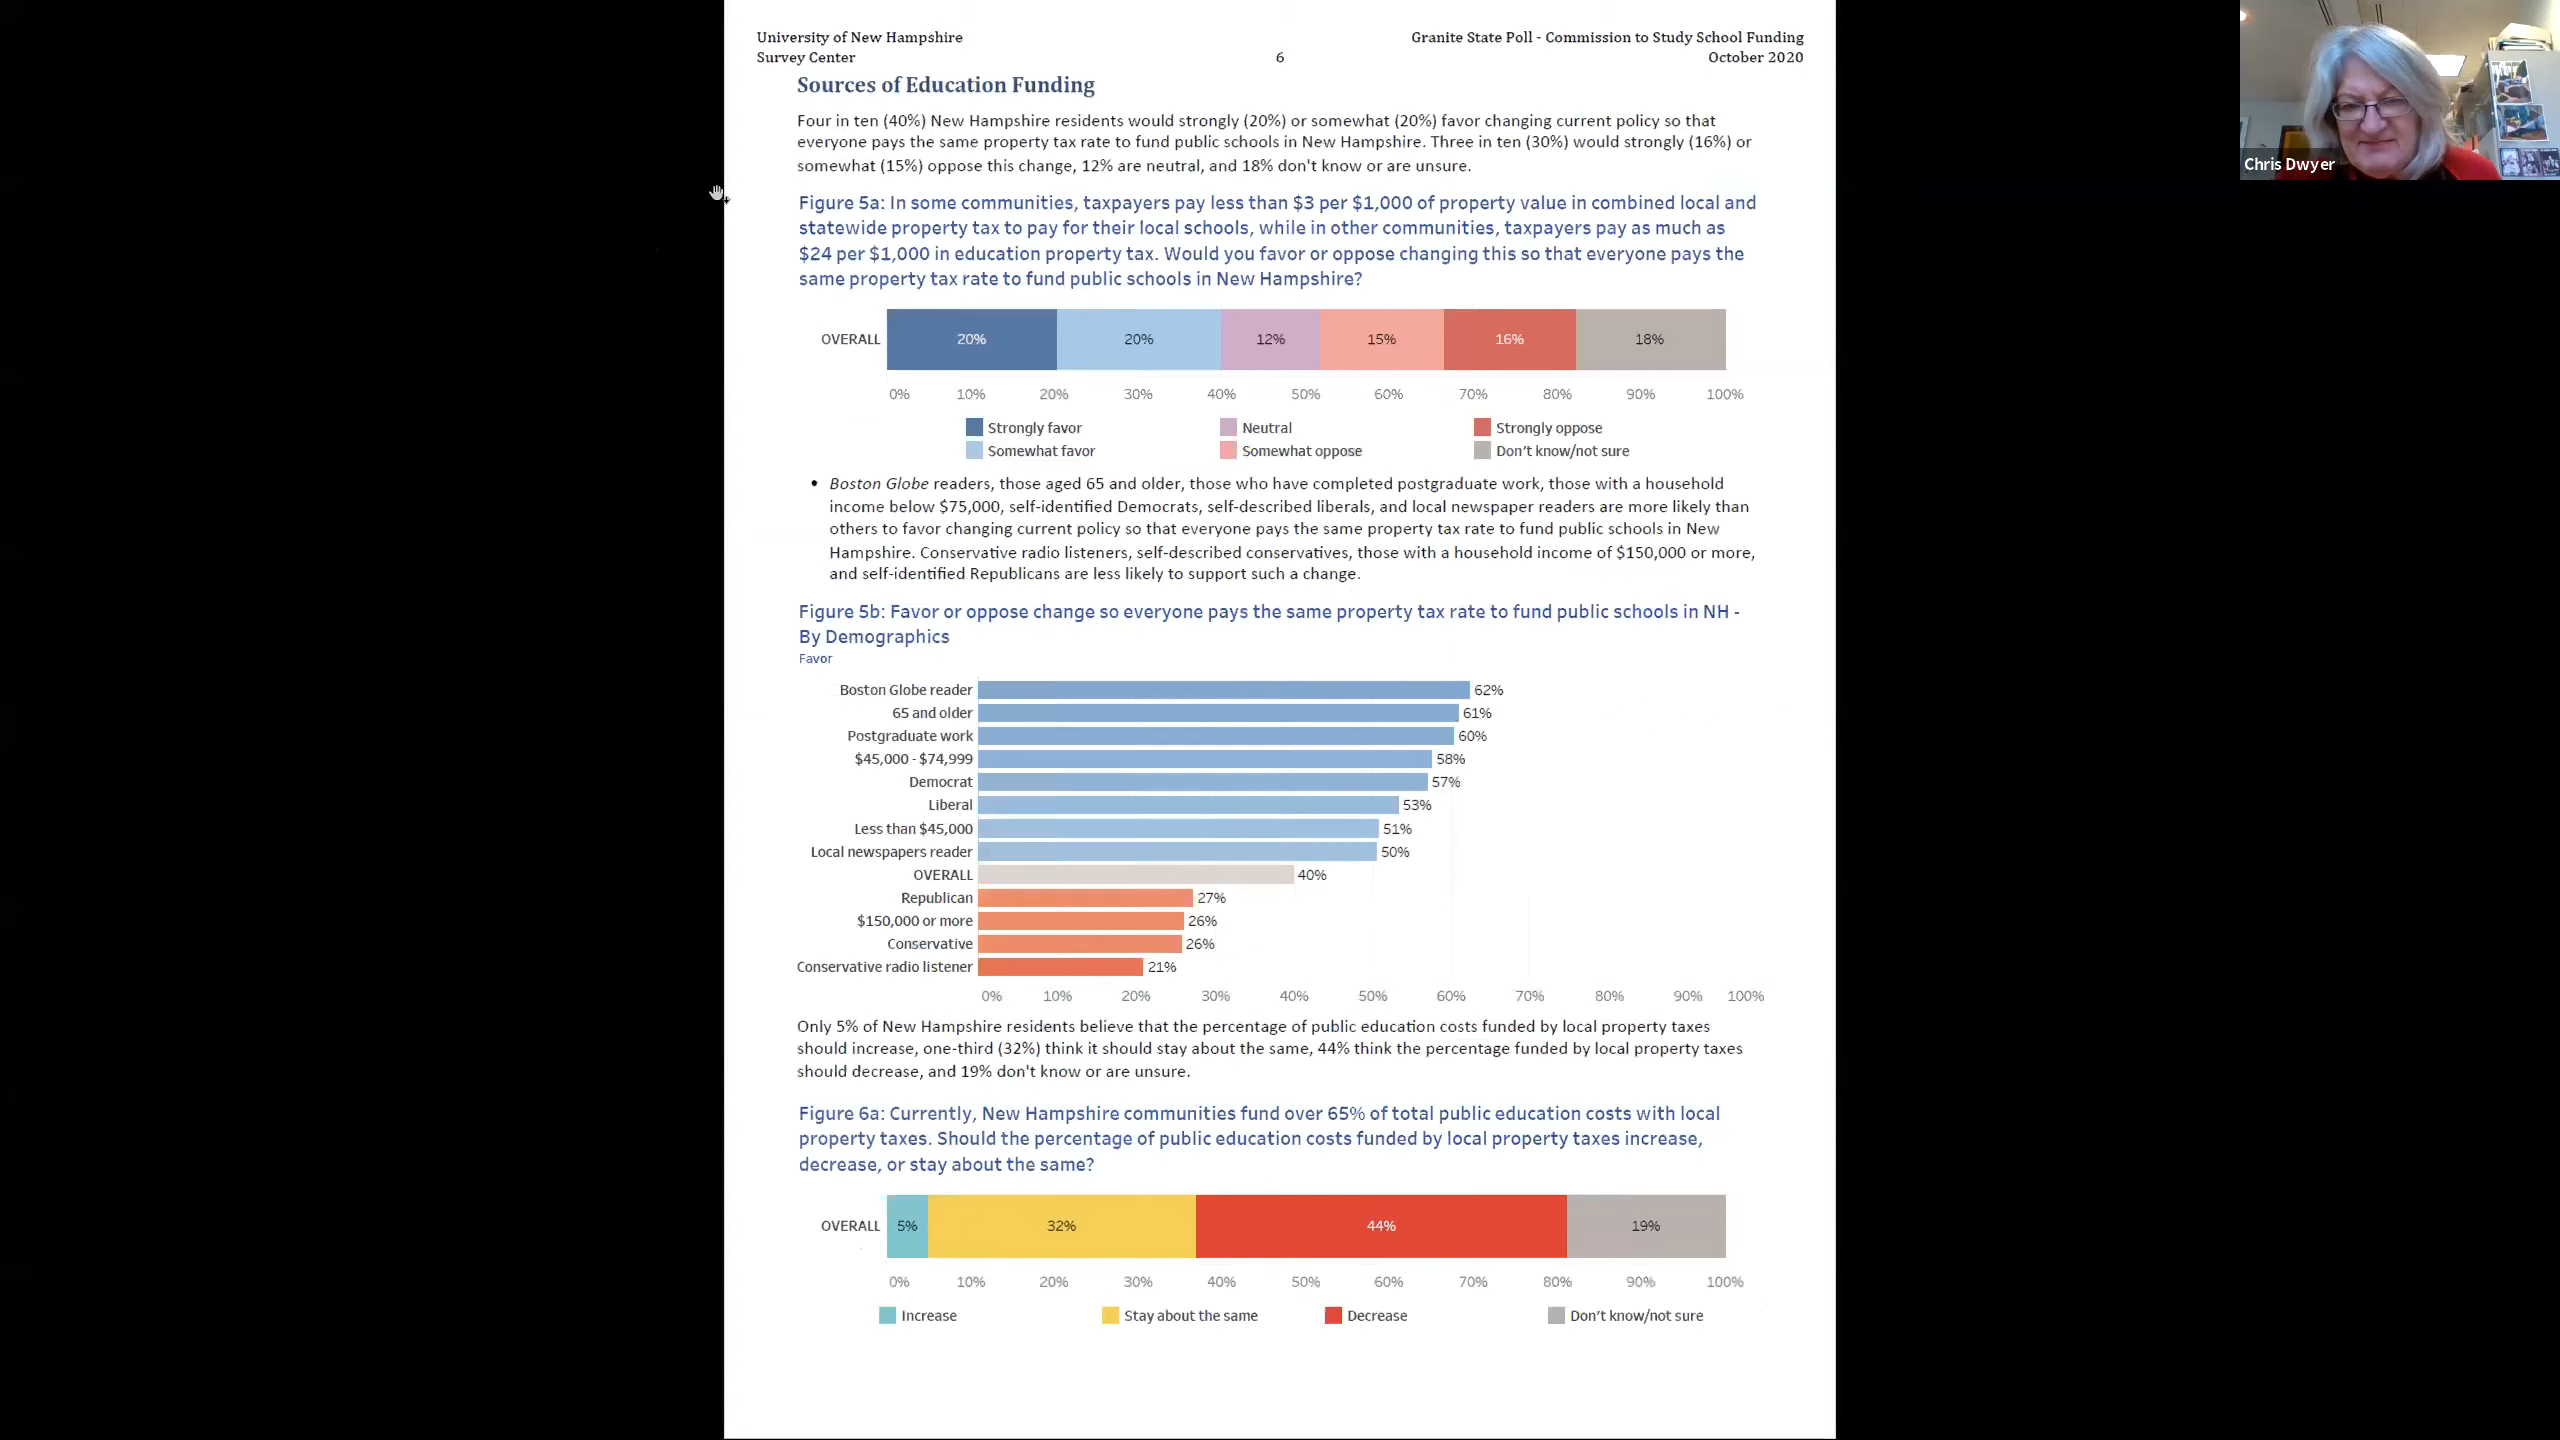 University of New Hampshire
Survey Center
6
Granite State Poll - Commission to Study School Funding
October 2020
Chris Dwyer
Sources of Education Funding
Four in ten (40%) New Hampshire residents would strongly (20%) or somewhat (20%) favor changing current policy so that
everyone pays the same property tax rate to fund public schools in New Hampshire. Three in ten (30%) would strongly (16%) or
somewhat (15%) oppose this change, 12% are neutral, and 18% don't know or are unsure.
Figure 5a: In some communities, taxpayers pay less than $3 per $1,000 of property value in combined local and
statewide property tax to pay for their local schools, while in other communities, taxpayers pay as much as
$24 per $1,000 in education property tax. Would you favor or oppose changing this so that everyone pays the
same property tax rate to fund public schools in New Hampshire?
OVERALL 20% 20% 12% 15% 16% 18%
0% 10% 20% 30% 40% 50% 60% 70% 80% 90% 100%
Strongly favor Neutral Strongly oppose
Somewhat favor Somewhat oppose Don't know/not sure
• Boston Globe readers, those aged 65 and older, those who have completed postgraduate work, those with a household
income below $75,000, self-identified Democrats, self-described liberals, and local newspaper readers are more likely than
others to favor changing current policy so that everyone pays the same property tax rate to fund public schools in New
Hampshire. Conservative radio listeners, self-described conservatives, those with a household income of $150,000 or more,
and self-identified Republicans are less likely to support such a change.
Figure 5b: Favor or oppose change so everyone pays the same property tax rate to fund public schools in NH -
By Demographics
Favor
Boston Globe reader 62%
65 and older 61%
Postgraduate work 60%
$45,000 - $74,999 58%
Democrat 57%
Liberal 53%
Less than $45,000 51%
Local newspapers reader 50%
OVERALL 40%
Republican 27%
$150,000 or more 26%
Conservative 26%
Conservative radio listener 21%
0% 10% 20% 30% 40% 50% 60% 70% 80% 90% 100%
Only 5% of New Hampshire residents believe that the percentage of public education costs funded by local property taxes
should increase, one-third (32%) think it should stay about the same, 44% think the percentage funded by local property taxes
should decrease, and 19% don't know or are unsure.
Figure 6a: Currently, New Hampshire communities fund over 65% of total public education costs with local
property taxes. Should the percentage of public education costs funded by local property taxes increase,
decrease, or stay about the same?
OVERALL 5% 32% 44% 19%
0% 10% 20% 30% 40% 50% 60% 70% 80% 90% 100%
Increase Stay about the same Decrease Don't know/not sure